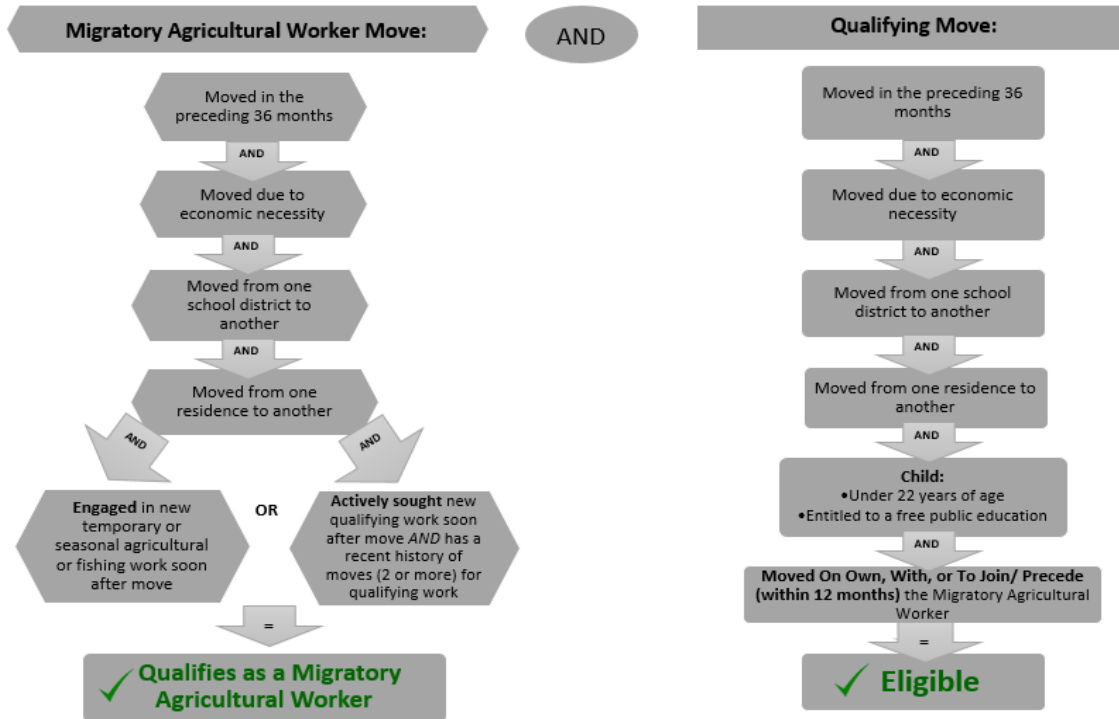 Migratory Agricultural Worker Move:
Moved in the
preceding 36 months
AND
Moved due to
economic necessity
AND
Moved from one
school district to
another
AND
Moved from one
residence to another
AND
AND
Engaged in new
temporary or
seasonal agricultural
or fishing work soon
after move
OR
Actively sought new
qualifying work soon
after move AND has a
recent history of
moves (2 or more) for
qualifying work
=
✓ Qualifies as a Migratory
Agricultural Worker
AND
Qualifying Move:
Moved in the preceding 36
months
AND
Moved due to economic
necessity
AND
Moved from one school
district to another
AND
Moved from one residence to
another
AND
Child:
•Under 22 years of age
•Entitled to a free public education
AND
Moved On Own, With, or To Join/ Precede
(within 12 months) the Migratory Agricultural
Worker
=
✓ Eligible